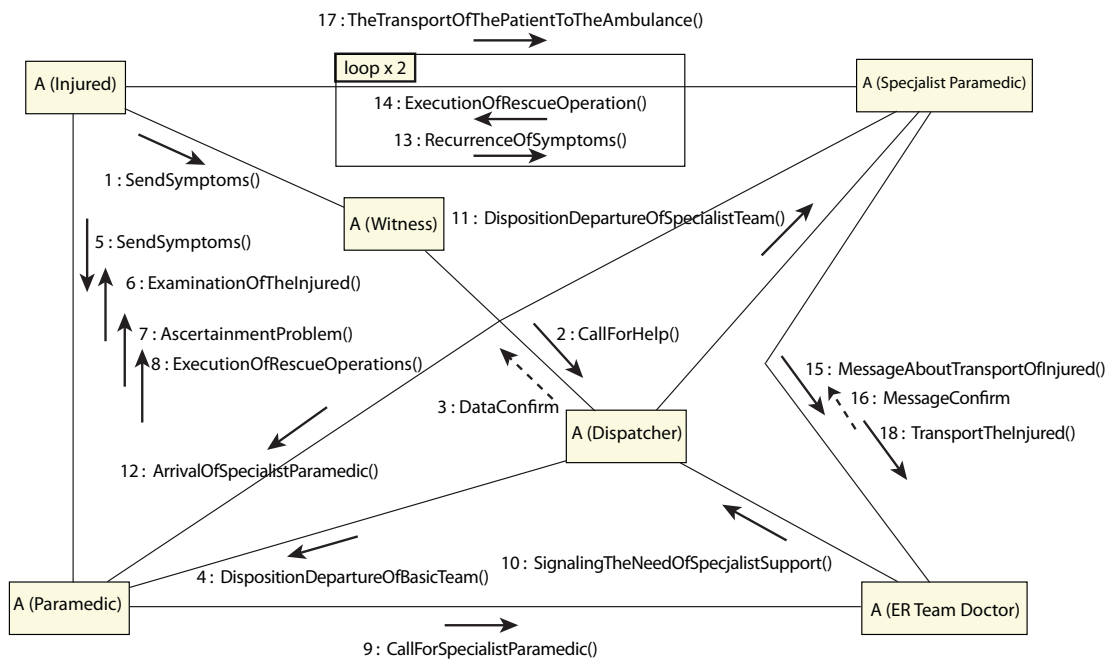 17 : TheTransportOfThePatientToTheAmbulance()
loop x 2
A (Injured)
A (Specjalist Paramedic)
14 : ExecutionOfRescueOperation()
13 : RecurrenceOfSymptoms()
1 : SendSymptoms()
A (Witness)
11 : DispositionDepartureOfSpecialistTeam()
5 : SendSymptoms()
6 : ExaminationOfTheInjured()
7 : AscertainmentProblem()
2 : CallForHelp()
8 : ExecutionOfRescueOperations()
15 : MessageAboutTransportOfInjured()
16 : MessageConfirm
3 : DataConfirm
A (Dispatcher)
18 : TransportTheInjured()
12 : ArrivalOfSpecialistParamedic()
10 : SignalingTheNeedOfSpecjalistSupport()
4 : DispositionDepartureOfBasicTeam()
A (Paramedic)
A (ER Team Doctor)
9 : CallForSpecialistParamedic()